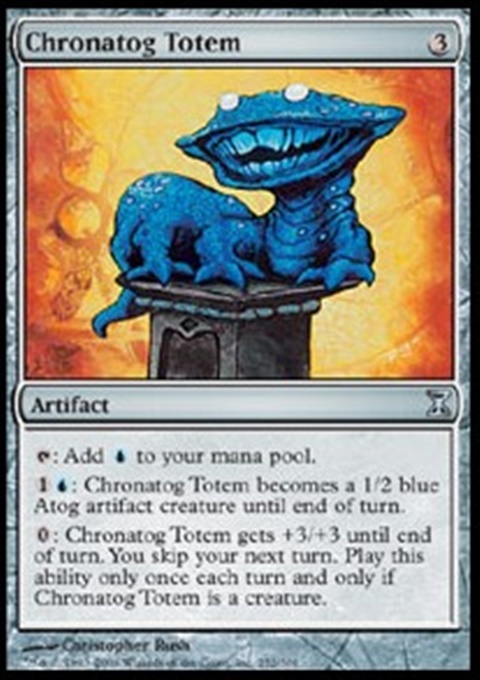 Chronatog Totem 3
Artifact
: Add to your mana pool.
1 : Chronatog Totem becomes a 1/2 blue
Atog artifact creature until end of turn.
0: Chronatog Totem gets +3/+3 until end
of turn. You skip your next turn. Play this
ability only once each turn and only if
Chronatog Totem is a creature.
Christopher Rush